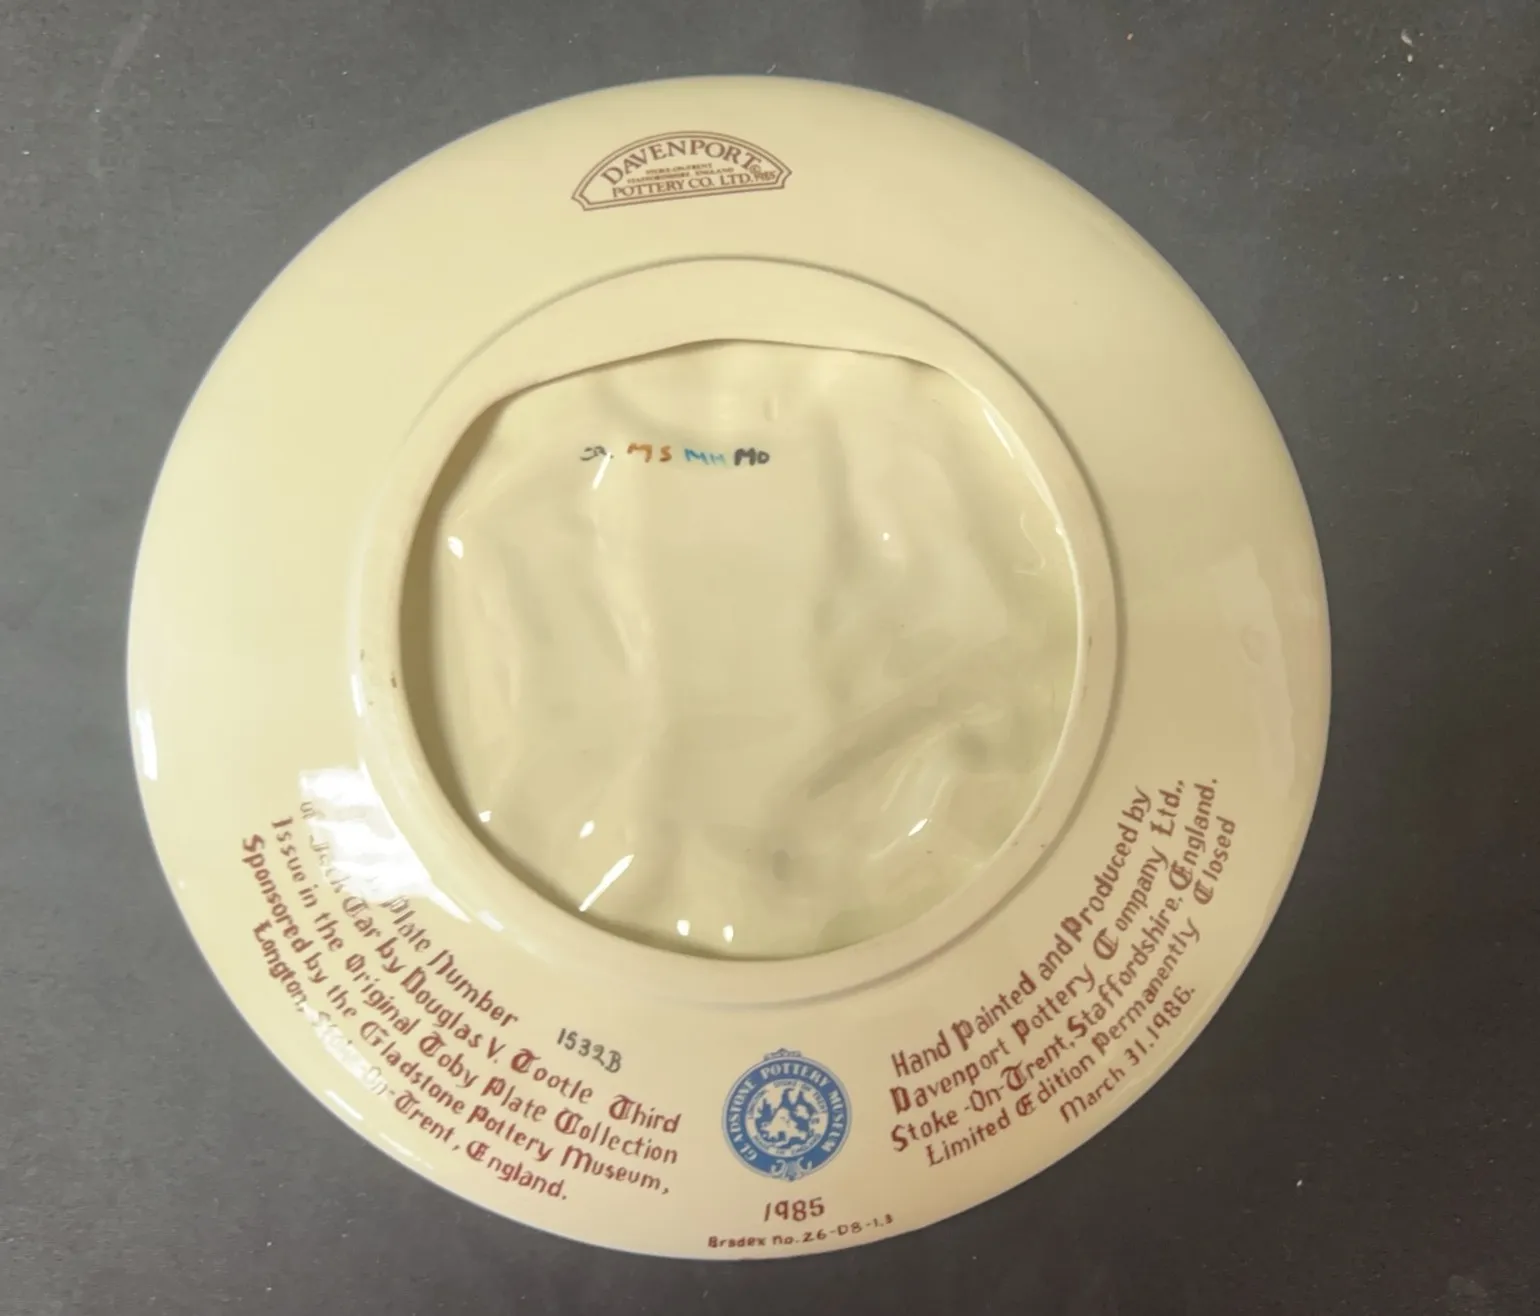 DAVENPORT
STOKE-ON-TRENT
STAFFORDSHIRE ENGLAND
POTTERY CO. LTD. © 1985
MS MH MO
Plate Number 1532B
of Jack Tar by Douglas V. Tootle Third
Issue in the Original Toby Plate Collection
Sponsored by the Gladstone Pottery Museum,
Longton, Stoke-On-Trent, England.
GLADSTONE POTTERY MUSEUM
1985
Bradex no. 26-D8-1.3
Hand Painted and Produced by
Davenport Pottery Company Ltd.,
Stoke-On-Trent, Staffordshire, England.
Limited Edition Permanently Closed
March 31, 1986.